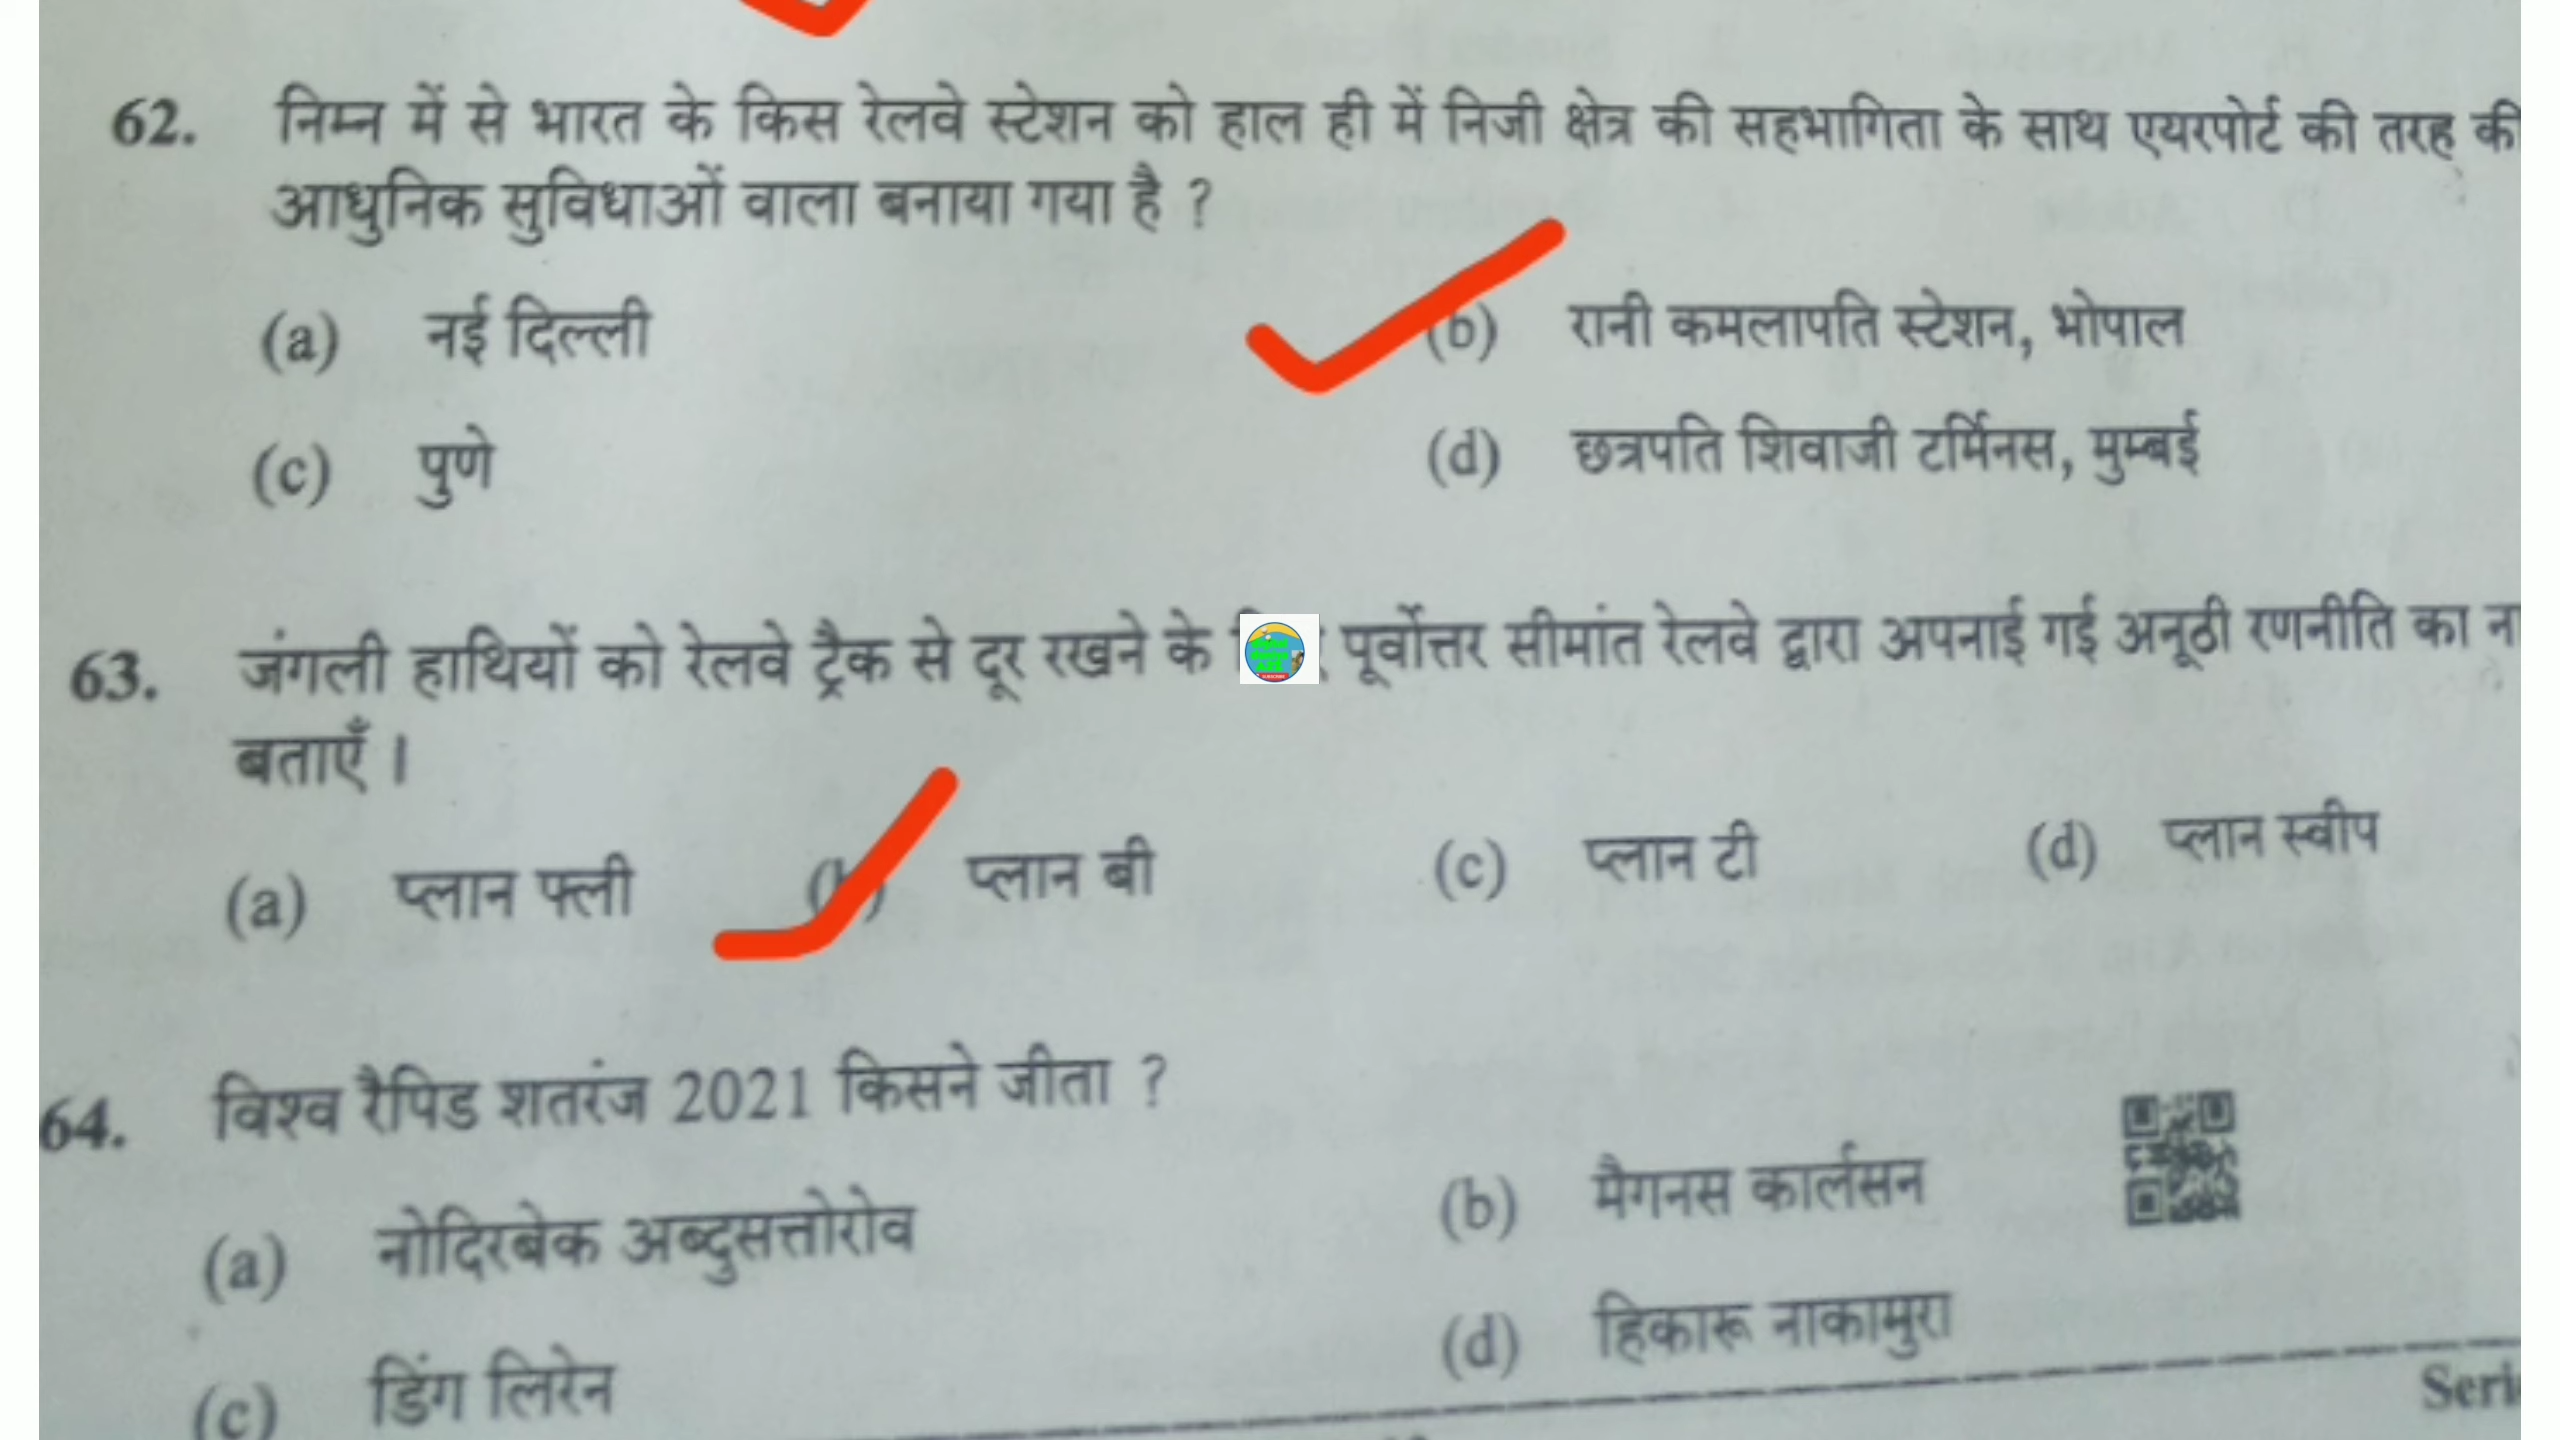 62. निम्न में से भारत के किस रेलवे स्टेशन को हाल ही में निजी क्षेत्र की सहभागिता के साथ एयरपोर्ट की तरह की
आधुनिक सुविधाओं वाला बनाया गया है ?
(a) नई दिल्ली (b) रानी कमलापति स्टेशन, भोपाल
(c) पुणे (d) छत्रपति शिवाजी टर्मिनस, मुम्बई
63. जंगली हाथियों को रेलवे ट्रैक से दूर रखने के पूर्वोत्तर सीमांत रेलवे द्वारा अपनाई गई अनूठी रणनीति का
बताएँ ।
(a) प्लान फ्ली प्लान बी (c) प्लान टी (d) प्लान स्वीप
64. विश्व रैपिड शतरंज 2021 किसने जीता ?
(a) नोदिरबेक अब्दुसत्तोरोव (b) मैगनस कार्लसन
(c) डिंग लिरेन (d) हिकारू नाकामुरा